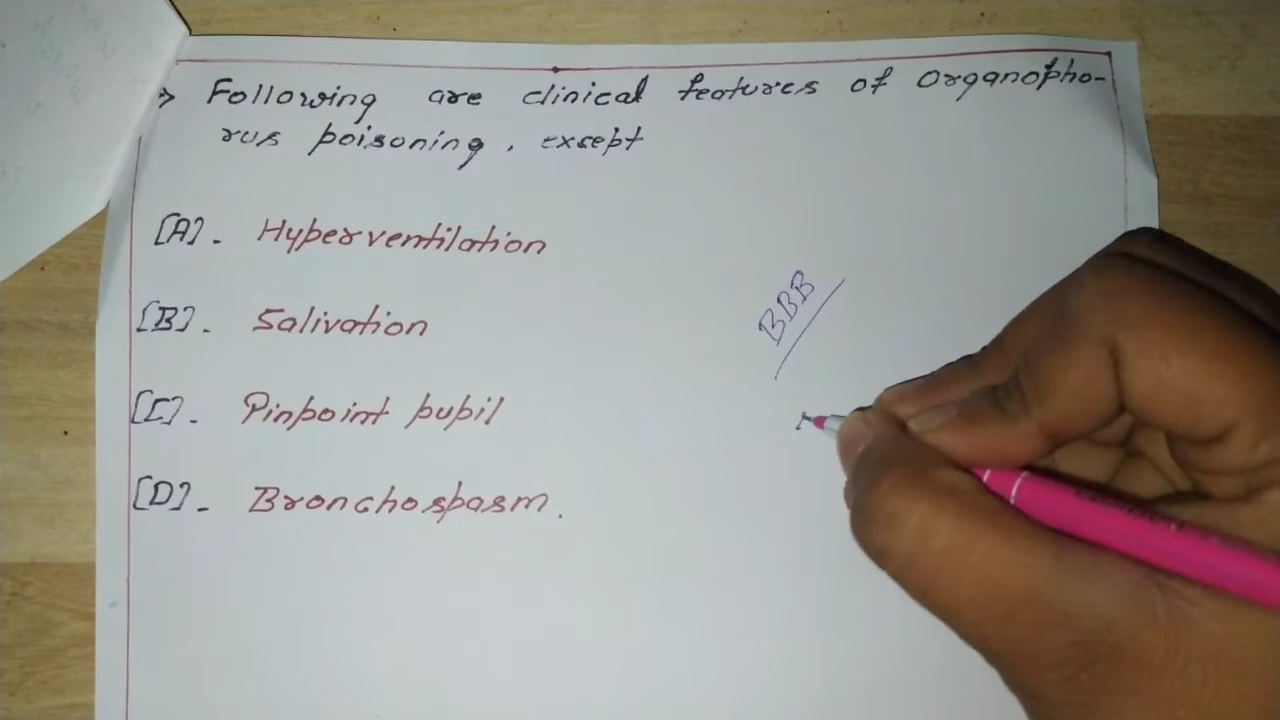 > Following are clinical features of Organopho-
rus poisoning, except
[A]. Hyperventilation
[B]. Salivation
[C]. Pinpoint pupil
[D]. Bronchospasm.
BBB